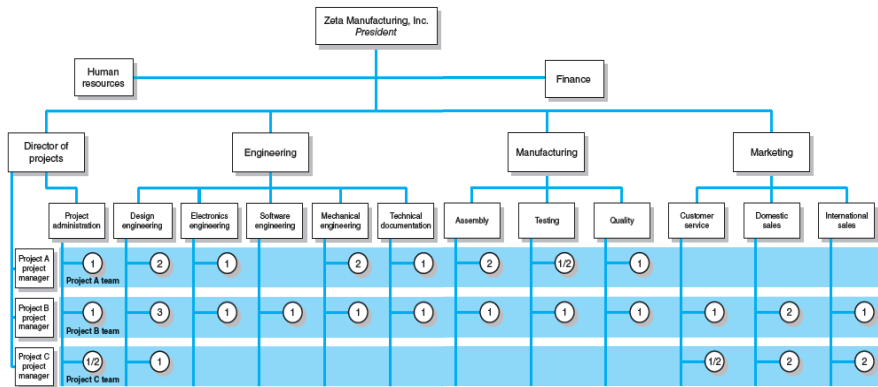 Zeta Manufacturing, Inc.
President
Human
resources
Finance
Director of
projects
Engineering
Manufacturing
Marketing
Project
administration
Design
engineering
Electronics
engineering
Software
engineering
Mechanical
engineering
Technical
documentation
Assembly
Testing
Quality
Customer
service
Domestic
sales
International
sales
Project A
project
manager
1
2
1
2
1
2
1/2
1
Project A team
Project B
project
manager
1
3
1
1
1
1
1
1
1
1
2
1
Project B team
Project C
project
manager
1/2
1
1/2
2
2
Project C team